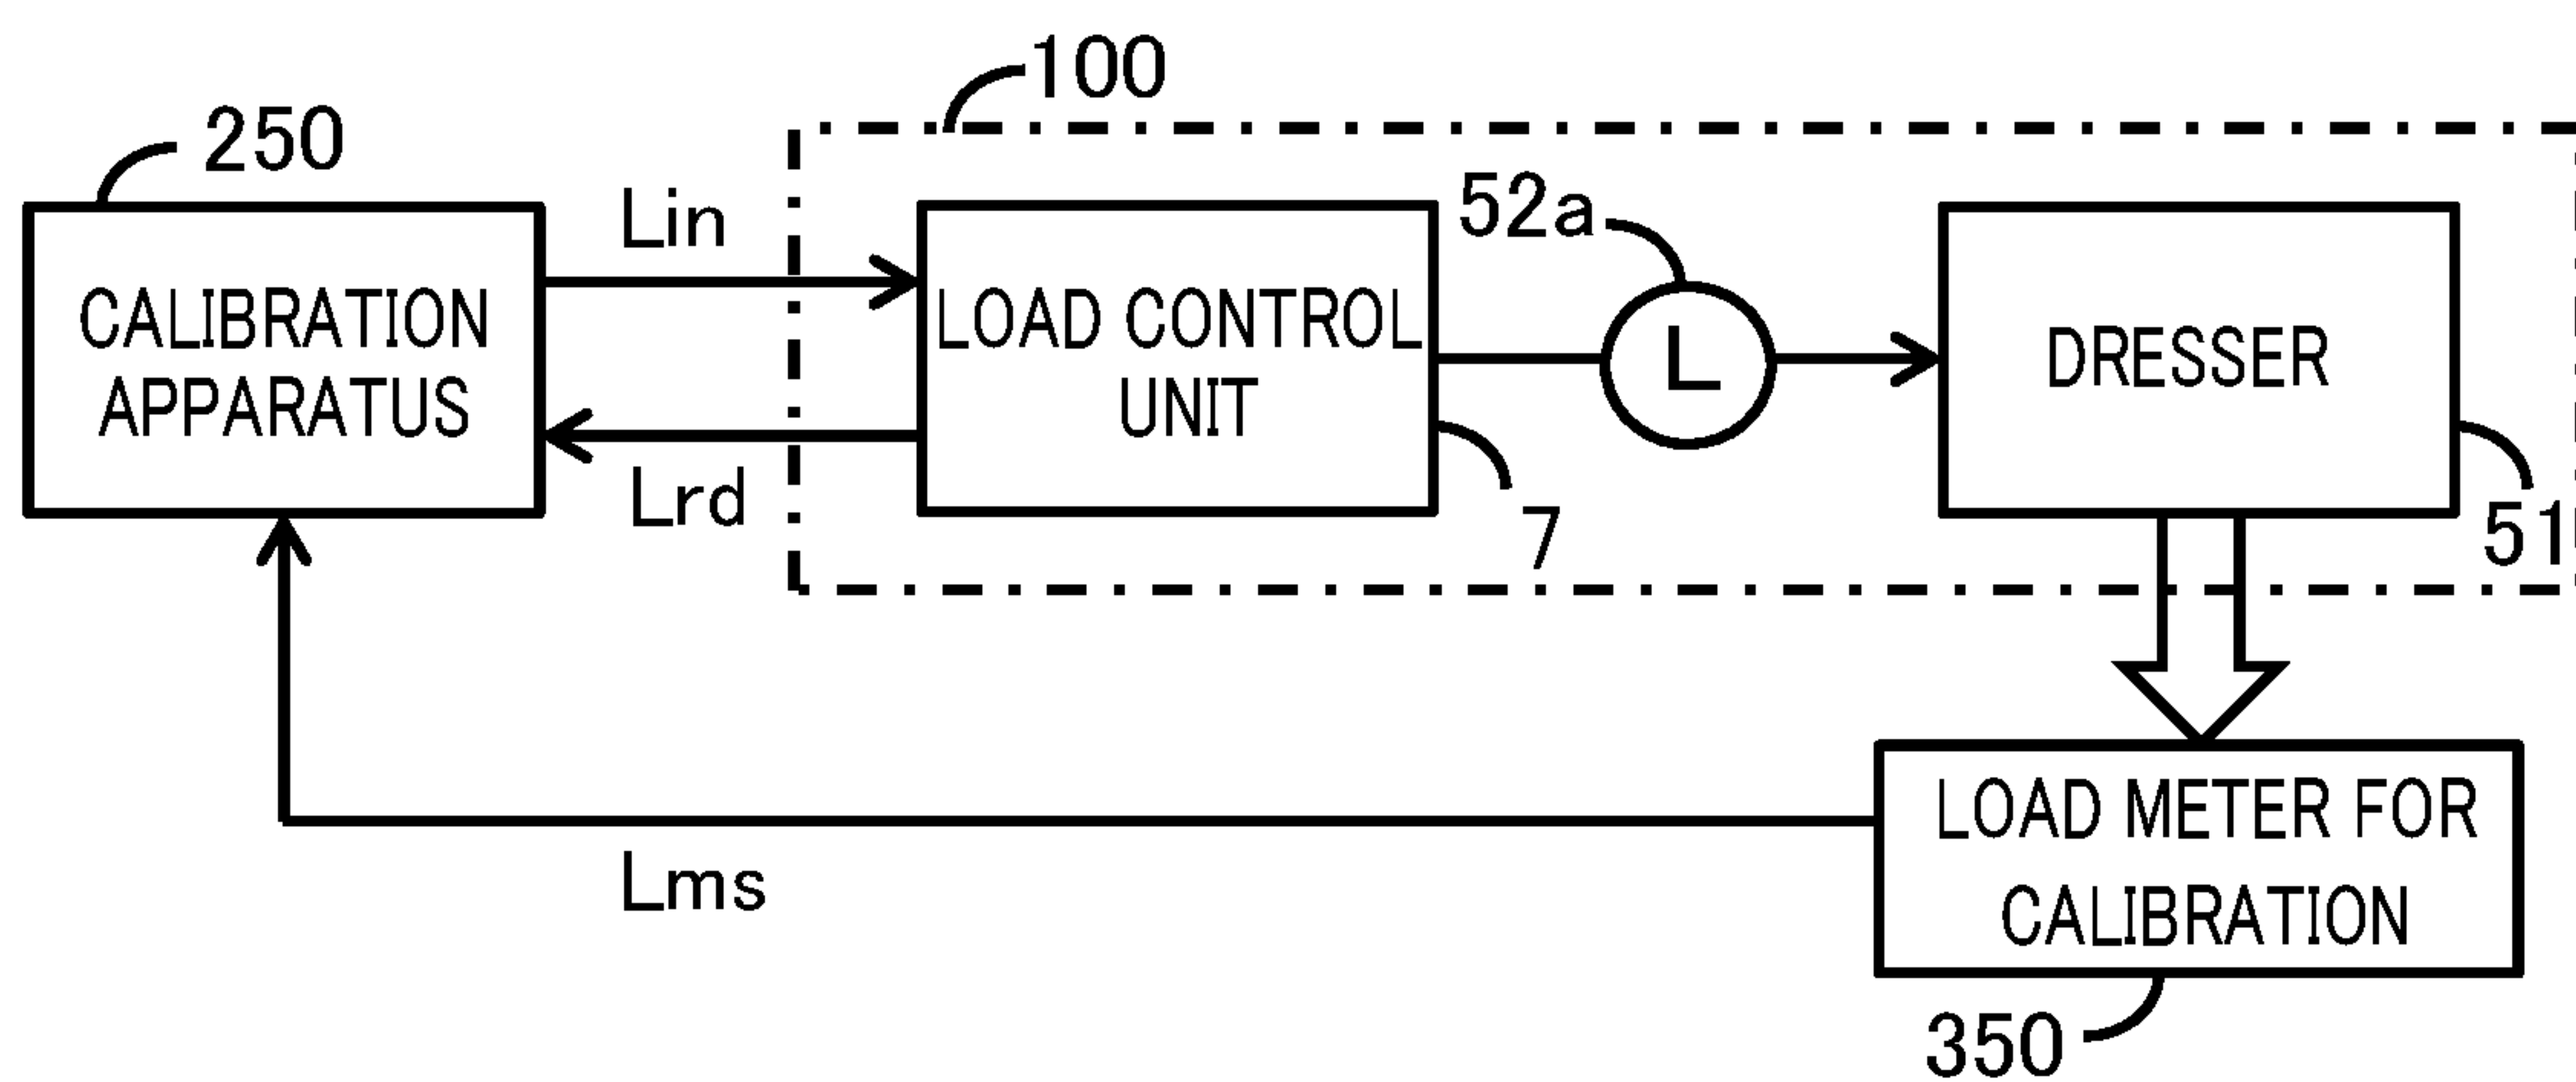 100
250
Lin
52a
CALIBRATION
APPARATUS
LOAD CONTROL
UNIT
L
DRESSER
Lrd
7
51
LOAD METER FOR
CALIBRATION
Lms
350